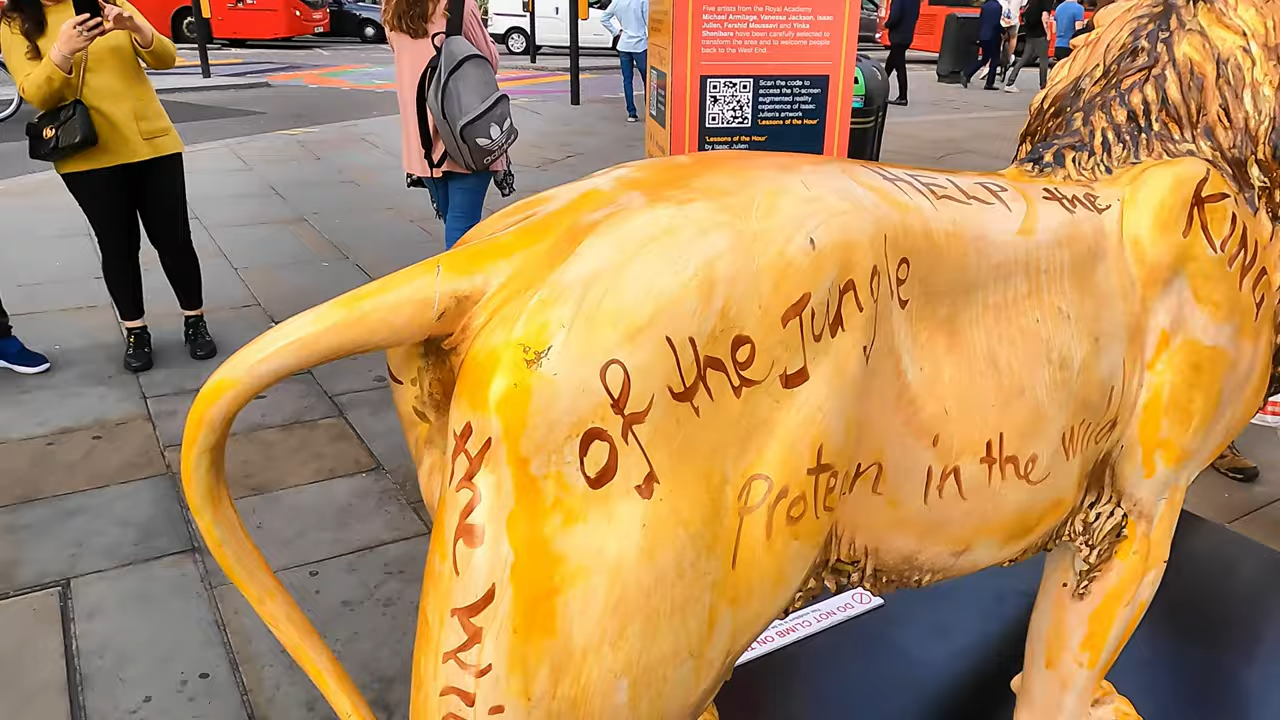 Five artists from the Royal Academy
Michael Armitage, Vanessa Jackson, Isaac
Julien, Farshid Moussavi and Yinka
Shonibare have been carefully selected to
transform the area and to welcome people
back to the West End.
Scan the code to
access the 10-screen
augmented reality
experience of Isaac
Julien's artwork
'Lessons of the Hour'
'Lessons of the Hour'
by Isaac Julien
adidas
HELP the KING
of the Jungle
Protein in the Wild
DO NOT CLIMB ON